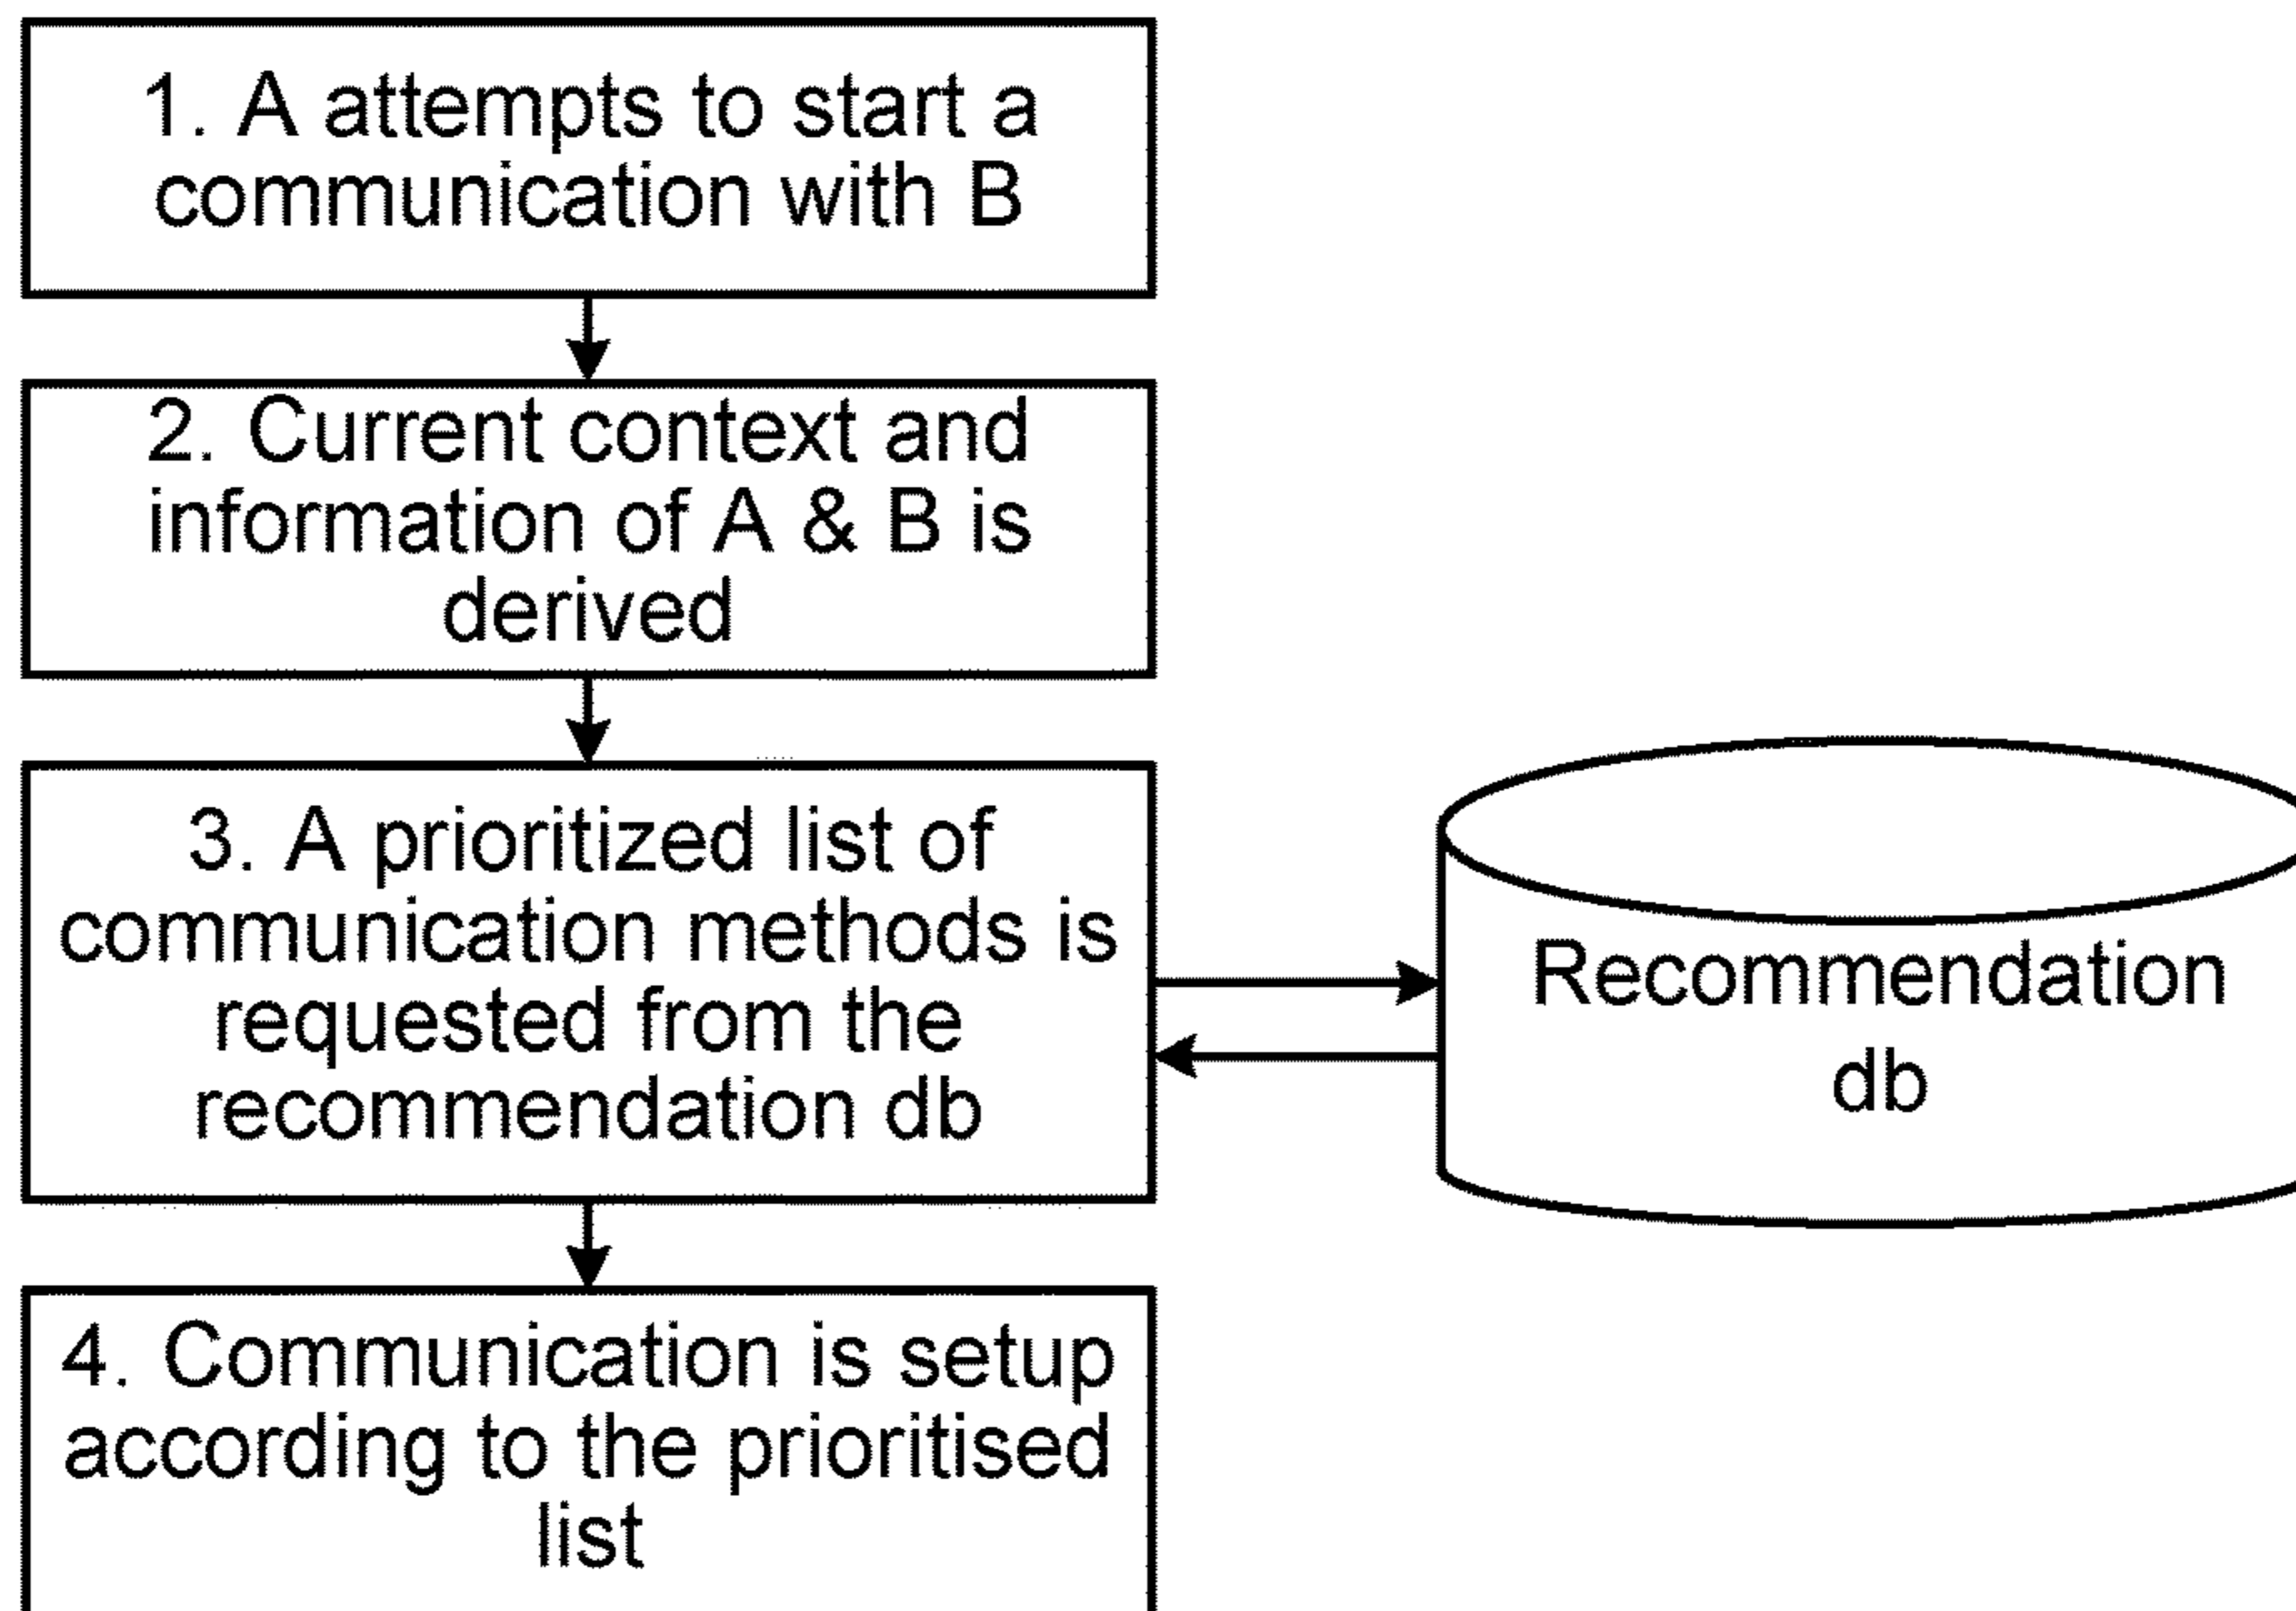 1. A attempts to start a
communication with B
2. Current context and
information of A & B is
derived
3. A prioritized list of
communication methods is
requested from the
recommendation db
Recommendation
db
4. Communication is setup
according to the prioritised
list